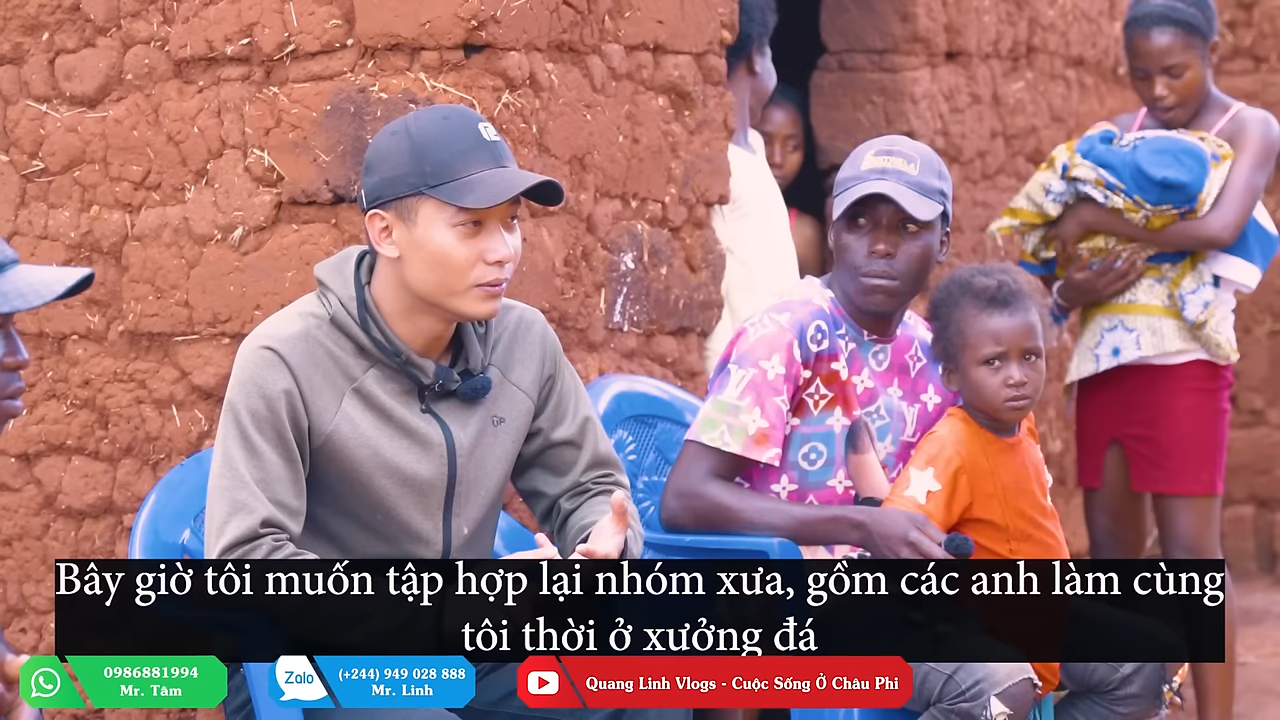 Bây giờ tôi muốn tập hợp lại nhóm xưa, gồm các anh làm cùng
tôi thời ở xưởng đá
0986881994
Mr. Tâm
Zalo
(+244) 949 028 888
Mr. Linh
Quang Linh Vlogs - Cuộc Sống Ở Châu Phi